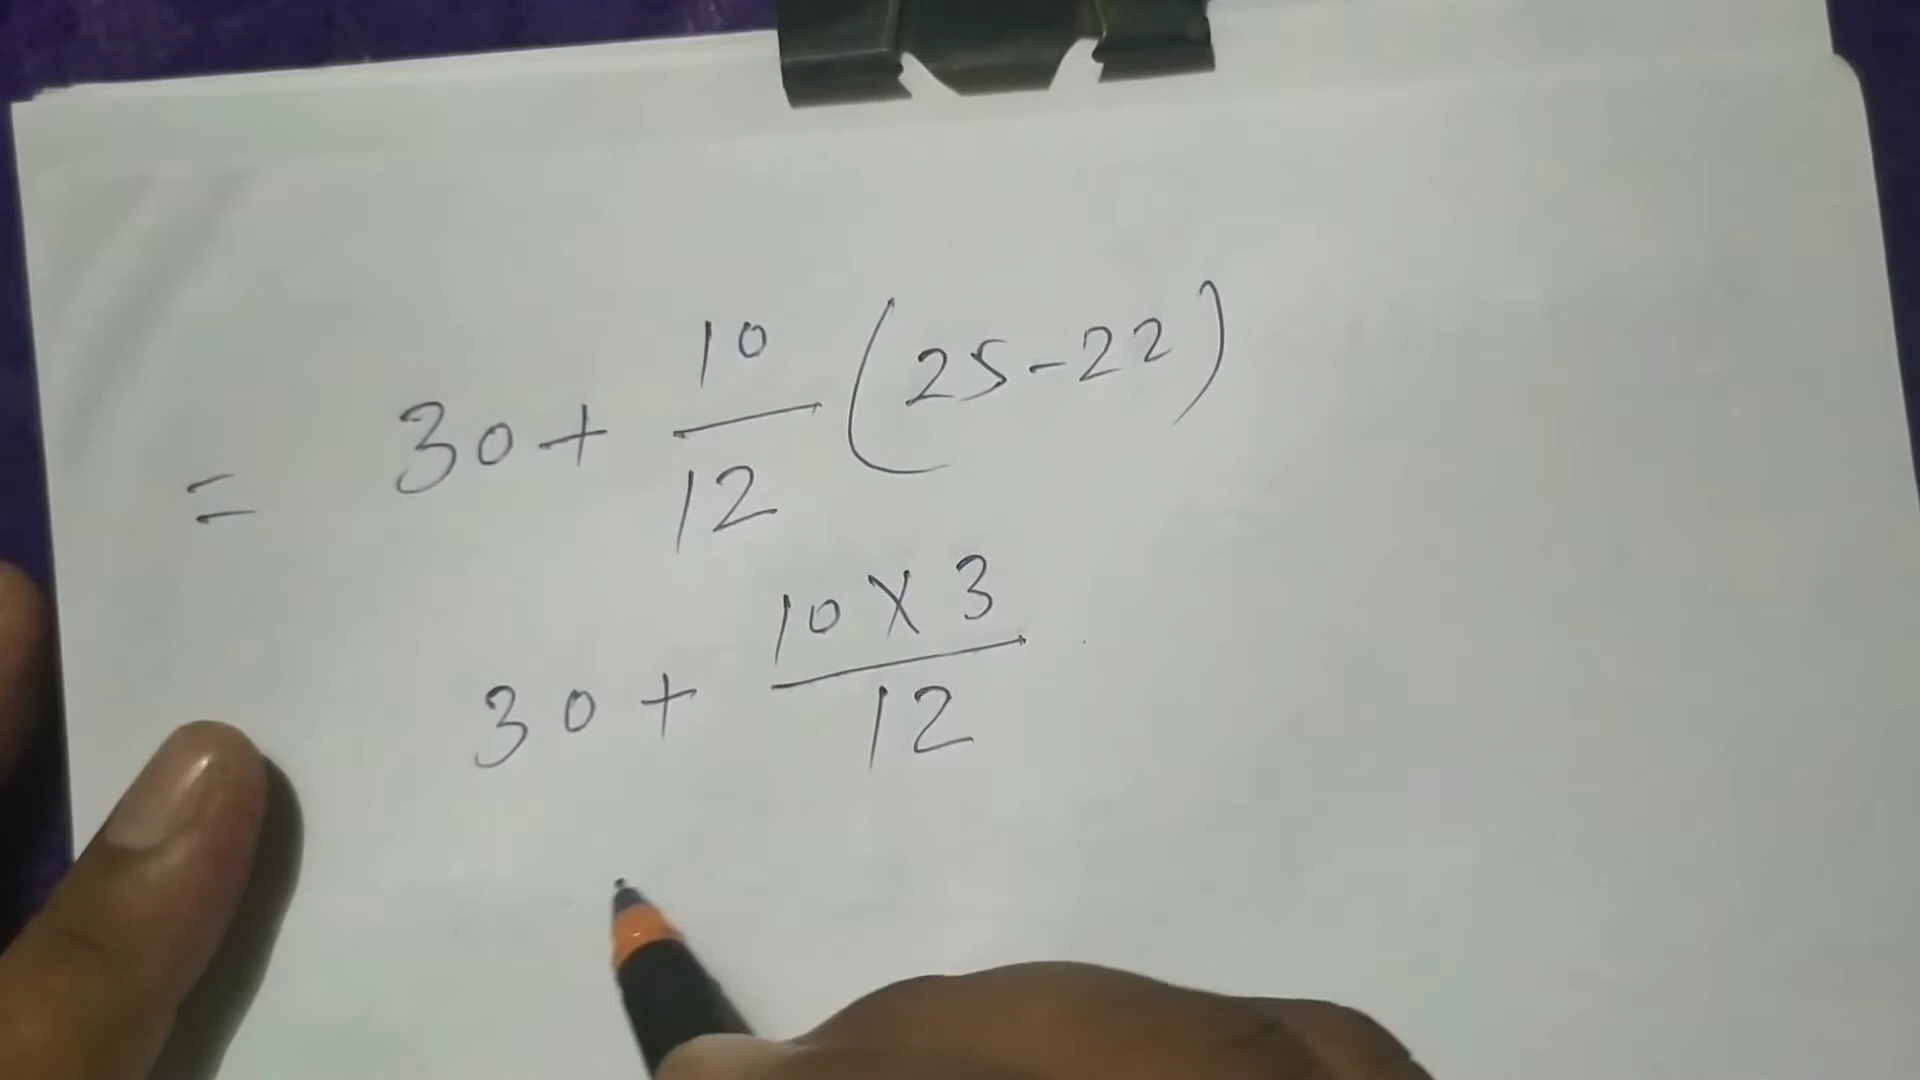 = 30 + 10/12 (25-22)
30 + 10 X 3/12